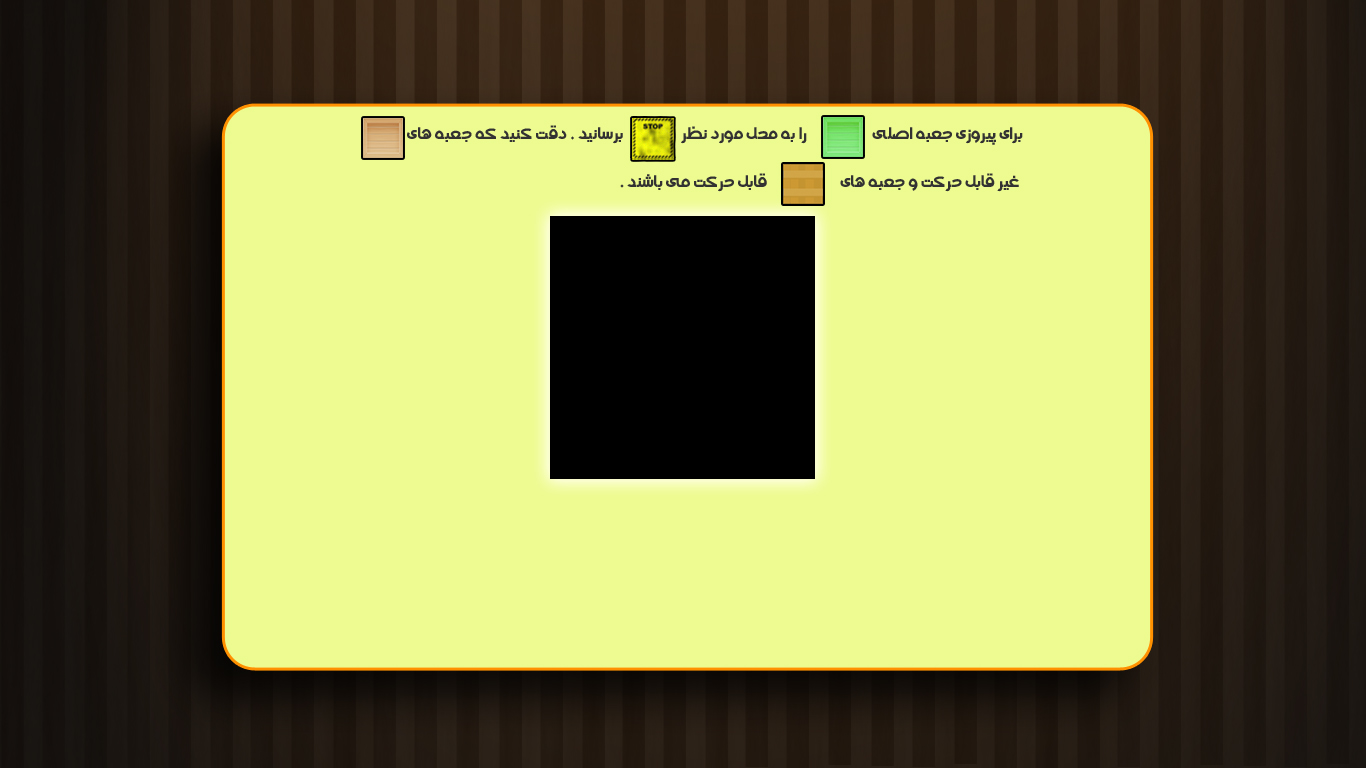 برای پیروزی جعبه اصلی را به محل مورد نظر STOP برسانید . دقت کنید که جعبه های
غیر قابل حرکت و جعبه های قابل حرکت می باشند .